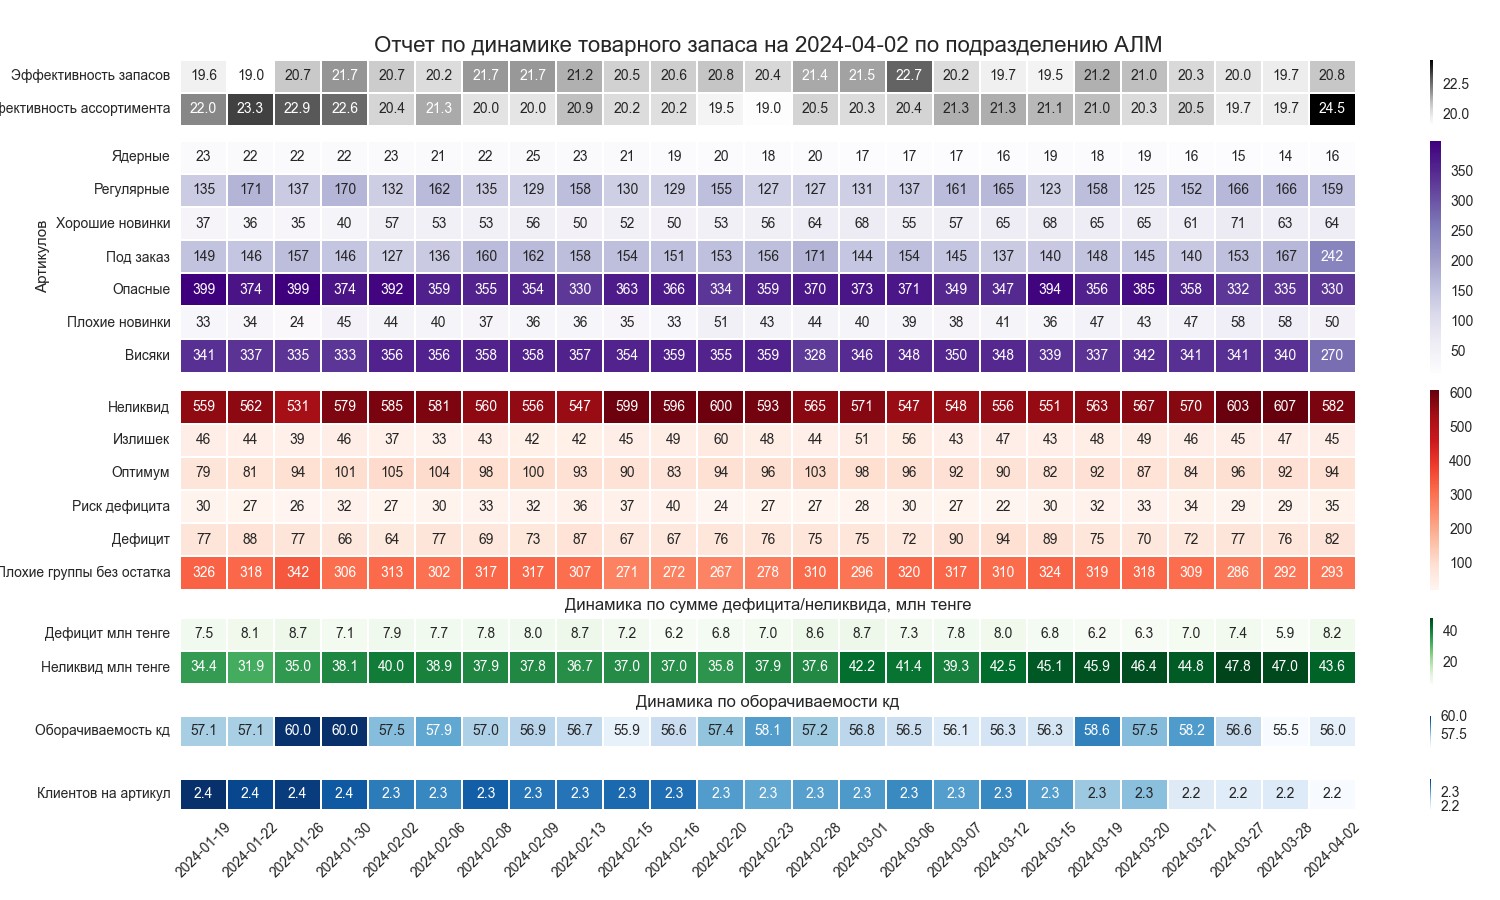 Отчет по динамике товарного запаса на 2024-04-02 по подразделению АЛМ
Эффективность запасов 19.6 19.0 20.7 21.7 20.7 20.2 21.7 21.7 21.2 20.5 20.6 20.8 20.4 21.4 21.5 22.7 20.2 19.7 19.5 21.2 21.0 20.3 20.0 19.7 20.8
фективность ассортимента 22.0 23.3 22.9 22.6 20.4 21.3 20.0 20.0 20.9 20.2 20.2 19.5 19.0 20.5 20.3 20.4 21.3 21.3 21.1 21.0 20.3 20.5 19.7 19.7 24.5
22.5
20.0
Артикулов
Ядерные 23 22 22 22 23 21 22 25 23 21 19 20 18 20 17 17 17 16 19 18 19 16 15 14 16
Регулярные 135 171 137 170 132 162 135 129 158 130 129 155 127 127 131 137 161 165 123 158 125 152 166 166 159
Хорошие новинки 37 36 35 40 57 53 53 56 50 52 50 53 56 64 68 55 57 65 68 65 65 61 71 63 64
Под заказ 149 146 157 146 127 136 160 162 158 154 151 153 156 171 144 154 145 137 140 148 145 140 153 167 242
Опасные 399 374 399 374 392 359 355 354 330 363 366 334 359 370 373 371 349 347 394 356 385 358 332 335 330
Плохие новинки 33 34 24 45 44 40 37 36 36 35 33 51 43 44 40 39 38 41 36 47 43 47 58 58 50
Висяки 341 337 335 333 356 356 358 358 357 354 359 355 359 328 346 348 350 348 339 337 342 341 341 340 270
350
300
250
200
150
100
50
Неликвид 559 562 531 579 585 581 560 556 547 599 596 600 593 565 571 547 548 556 551 563 567 570 603 607 582
Излишек 46 44 39 46 37 33 43 42 42 45 49 60 48 44 51 56 43 47 43 48 49 46 45 47 45
Оптимум 79 81 94 101 105 104 98 100 93 90 83 94 96 103 98 96 92 90 82 92 87 84 96 92 94
Риск дефицита 30 27 26 32 27 30 33 32 36 37 40 24 27 27 28 30 27 22 30 32 33 34 29 29 35
Дефицит 77 88 77 66 64 77 69 73 87 67 67 76 76 75 75 72 90 94 89 75 70 72 77 76 82
Плохие группы без остатка 326 318 342 306 313 302 317 317 307 271 272 267 278 310 296 320 317 310 324 319 318 309 286 292 293
600
500
400
300
200
100
Динамика по сумме дефицита/неликвида, млн тенге
Дефицит млн тенге 7.5 8.1 8.7 7.1 7.9 7.7 7.8 8.0 8.7 7.2 6.2 6.8 7.0 8.6 8.7 7.3 7.8 8.0 6.8 6.2 6.3 7.0 7.4 5.9 8.2
Неликвид млн тенге 34.4 31.9 35.0 38.1 40.0 38.9 37.9 37.8 36.7 37.0 37.0 35.8 37.9 37.6 42.2 41.4 39.3 42.5 45.1 45.9 46.4 44.8 47.8 47.0 43.6
40
20
Динамика по оборачиваемости кд
Оборачиваемость кд 57.1 57.1 60.0 60.0 57.5 57.9 57.0 56.9 56.7 55.9 56.6 57.4 58.1 57.2 56.8 56.5 56.1 56.3 56.3 58.6 57.5 58.2 56.6 55.5 56.0
60.0
57.5
Клиентов на артикул 2.4 2.4 2.4 2.4 2.3 2.3 2.3 2.3 2.3 2.3 2.3 2.3 2.3 2.3 2.3 2.3 2.3 2.3 2.3 2.3 2.3 2.2 2.2 2.2 2.2
2.3
2.2
2024-01-19 2024-01-22 2024-01-26 2024-01-30 2024-02-02 2024-02-06 2024-02-08 2024-02-09 2024-02-13 2024-02-15 2024-02-16 2024-02-20 2024-02-23 2024-02-28 2024-03-01 2024-03-06 2024-03-07 2024-03-12 2024-03-15 2024-03-19 2024-03-20 2024-03-21 2024-03-27 2024-03-28 2024-04-02